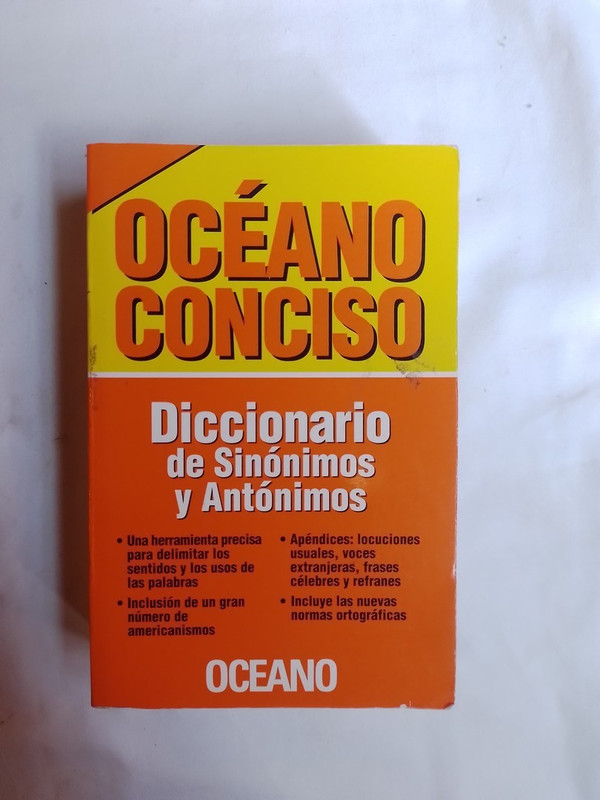 OCÉANO
CONCISO
Diccionario
de Sinónimos
y Antónimos
• Una herramienta precisa
para delimitar los
sentidos y los usos de
las palabras
• Inclusión de un gran
número de
americanismos
• Apéndices: locuciones
usuales, voces
extranjeras, frases
célebres y refranes
• Incluye las nuevas
normas ortográficas
OCEANO